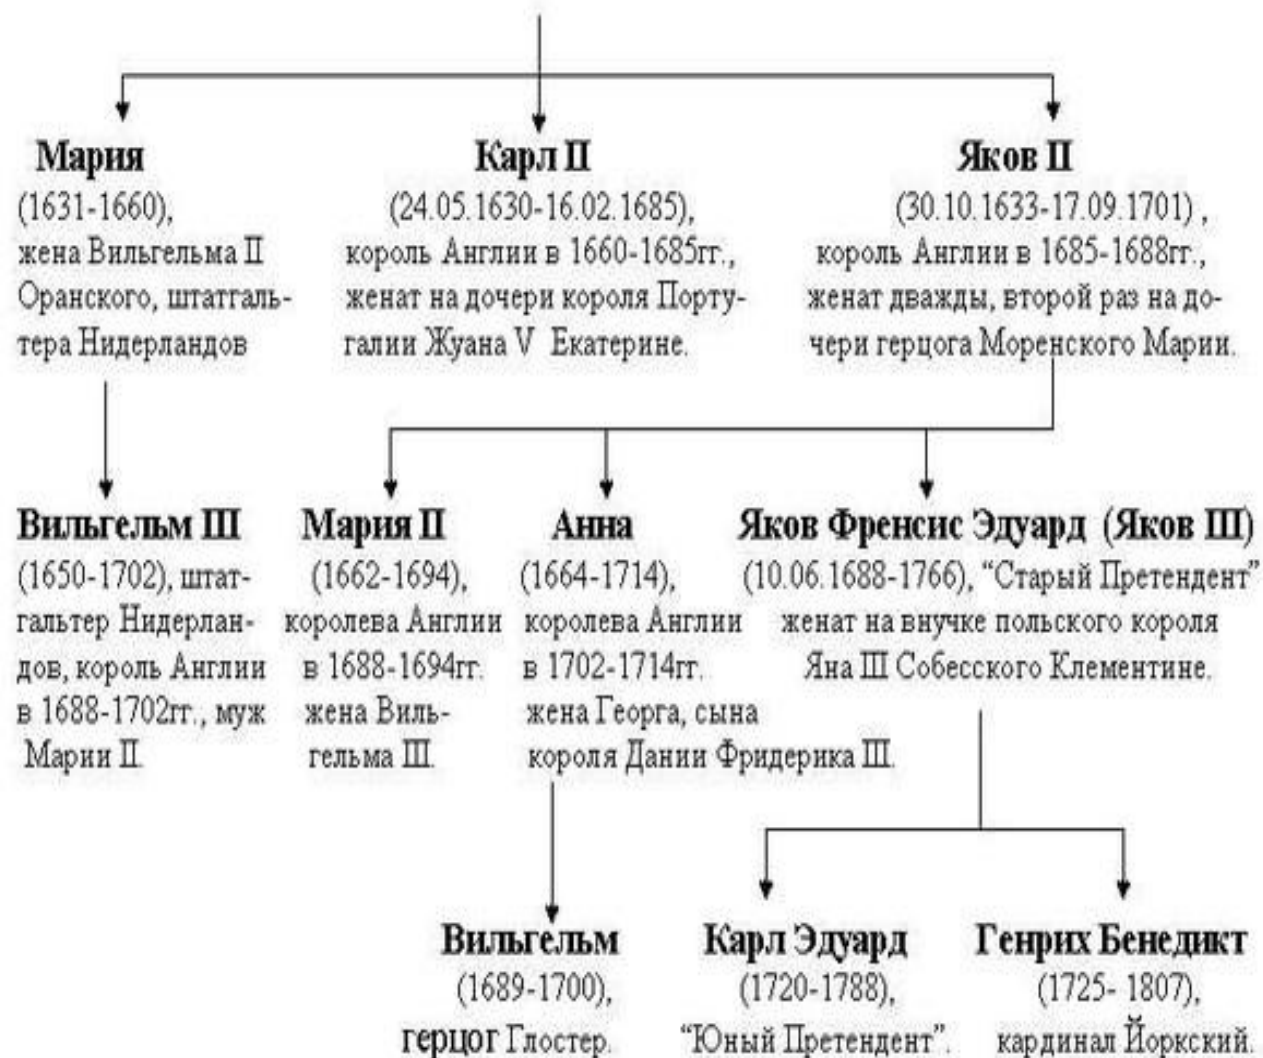 Мария
(1631-1660),
жена Вильгельма II
Оранского, штатгаль-
тера Нидерландов
Карл II
(24.05.1630-16.02.1685),
король Англии в 1660-1685гг.,
женат на дочери короля Порту-
галии Жуана V Екатерине.
Яков II
(30.10.1633-17.09.1701) ,
король Англии в 1685-1688гг.,
женат дважды, второй раз на до-
чери герцога Моренского Марии.
Вильгельм III
(1650-1702), штат-
гальтер Нидерлан-
дов, король Англии
в 1688-1702гг., муж
Марии II.
Мария II
(1662-1694),
королева Англии
в 1688-1694гг.
жена Виль-
гельма III.
Анна
(1664-1714),
королева Англии
в 1702-1714гг.
жена Георга, сына
короля Дании Фридерика III.
Яков Френсис Эдуард (Яков III)
(10.06.1688-1766), “Старый Претендент”
женат на внучке польского короля
Яна III Собесского Клементине.
Вильгельм
(1689-1700),
герцог Глостер.
Карл Эдуард
(1720-1788),
“Юный Претендент”.
Генрих Бенедикт
(1725- 1807),
кардинал Йоркский.